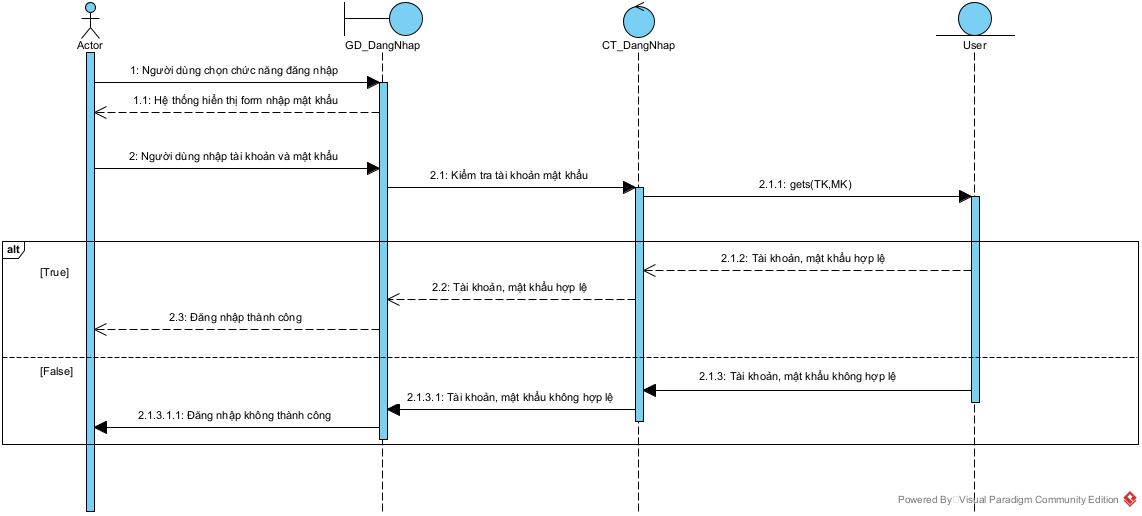 Actor
GD_DangNhap
CT_DangNhap
User
1: Người dùng chọn chức năng đăng nhập
1.1: Hệ thống hiển thị form nhập mật khẩu
2: Người dùng nhập tài khoản và mật khẩu
2.1: Kiểm tra tài khoản mật khẩu
2.1.1: gets(TK,MK)
alt
[True]
2.1.2: Tài khoản, mật khẩu hợp lệ
2.2: Tài khoản, mật khẩu hợp lệ
2.3: Đăng nhập thành công
[False]
2.1.3: Tài khoản, mật khẩu không hợp lệ
2.1.3.1: Tài khoản, mật khẩu không hợp lệ
2.1.3.1.1: Đăng nhập không thành công
Powered By Visual Paradigm Community Edition